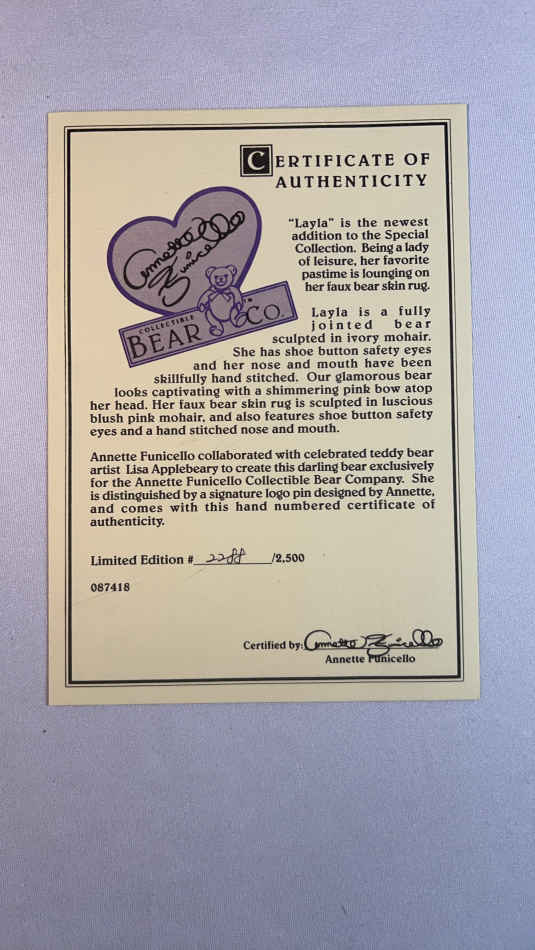 CERTIFICATE OF
AUTHENTICITY
Annette
Funicello
COLLECTIBLE
BEAR CO.
"Layla" is the newest
addition to the Special
Collection. Being a lady
of leisure, her favorite
pastime is lounging on
her faux bear skin rug.
Layla is a fully
jointed bear
sculpted in ivory mohair.
She has shoe button safety eyes
and her nose and mouth have been
skillfully hand stitched. Our glamorous bear
looks captivating with a shimmering pink bow atop
her head. Her faux bear skin rug is sculpted in luscious
blush pink mohair, and also features shoe button safety
eyes and a hand stitched nose and mouth.
Annette Funicello collaborated with celebrated teddy bear
artist Lisa Applebeary to create this darling bear exclusively
for the Annette Funicello Collectible Bear Company. She
is distinguished by a signature logo pin designed by Annette,
and comes with this hand numbered certificate of
authenticity.
Limited Edition # 2288 /2,500
087418
Certified by: Annette Funicello
Annette Funicello